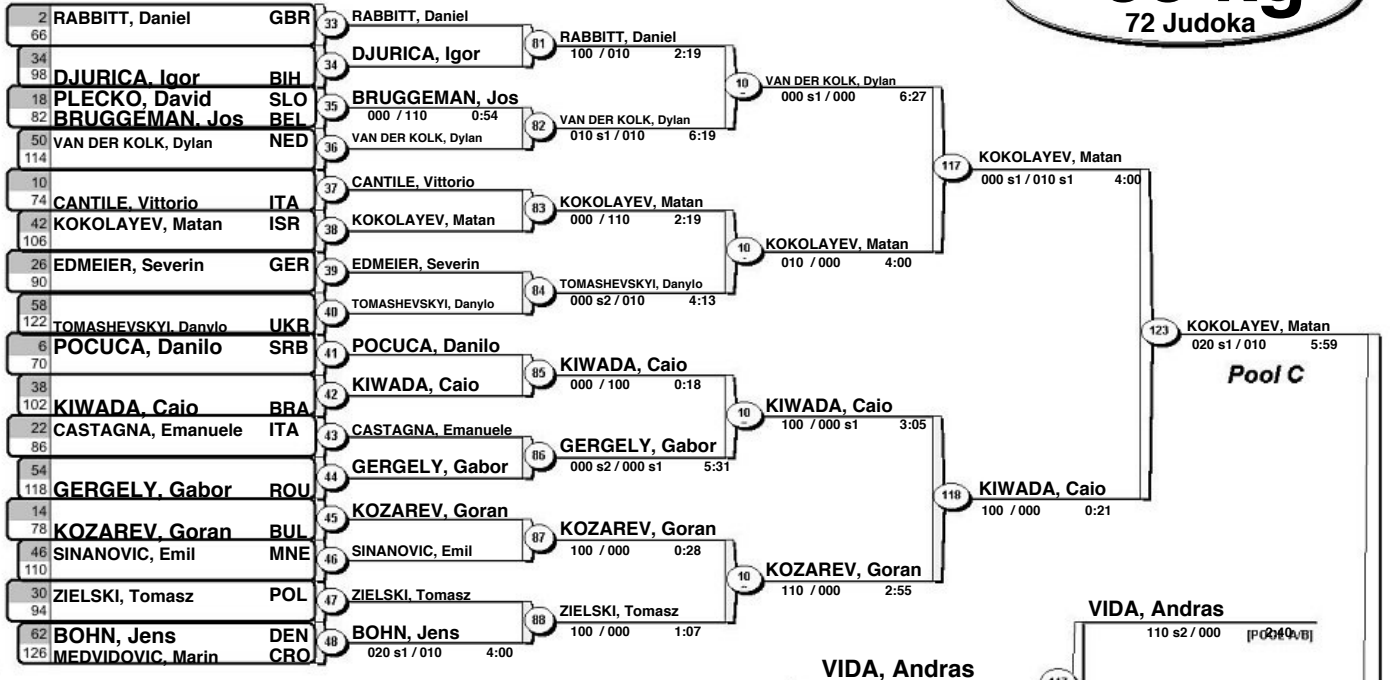 72 Judoka
2 RABBITT, Daniel GBR
66
34
98 DJURICA, Igor BIH
18 PLECKO, David SLO
82 BRUGGEMAN, Jos BEL
50 VAN DER KOLK, Dylan NED
114
10
74 CANTILE, Vittorio ITA
42 KOKOLAYEV, Matan ISR
106
26 EDMEIER, Severin GER
90
58
122 TOMASHEVSKYI, Danylo UKR
6 POCUCA, Danilo SRB
70
38
102 KIWADA, Caio BRA
22 CASTAGNA, Emanuele ITA
86
54
118 GERGELY, Gabor ROU
14
78 KOZAREV, Goran BUL
46 SINANOVIC, Emil MNE
110
30 ZIELSKI, Tomasz POL
94
62 BOHN, Jens DEN
126 MEDVIDOVIC, Marin CRO
33 RABBITT, Daniel
34 DJURICA, Igor
35 BRUGGEMAN, Jos
000 / 110 0:54
36 VAN DER KOLK, Dylan
37 CANTILE, Vittorio
38 KOKOLAYEV, Matan
39 EDMEIER, Severin
40 TOMASHEVSKYI, Danylo
41 POCUCA, Danilo
42 KIWADA, Caio
43 CASTAGNA, Emanuele
44 GERGELY, Gabor
45 KOZAREV, Goran
46 SINANOVIC, Emil
47 ZIELSKI, Tomasz
48 BOHN, Jens
020 s1 / 010 4:00
81 RABBITT, Daniel
100 / 010 2:19
82 VAN DER KOLK, Dylan
010 s1 / 010 6:19
83 KOKOLAYEV, Matan
000 / 110 2:19
84 TOMASHEVSKYI, Danylo
000 s2 / 010 4:13
85 KIWADA, Caio
000 / 100 0:18
86 GERGELY, Gabor
000 s2 / 000 s1 5:31
87 KOZAREV, Goran
100 / 000 0:28
88 ZIELSKI, Tomasz
100 / 000 1:07
10 VAN DER KOLK, Dylan
000 s1 / 000 6:27
10 KOKOLAYEV, Matan
010 / 000 4:00
10 KIWADA, Caio
100 / 000 s1 3:05
10 KOZAREV, Goran
110 / 000 2:55
117 KOKOLAYEV, Matan
000 s1 / 010 s1 4:00
118 KIWADA, Caio
100 / 000 0:21
123 KOKOLAYEV, Matan
020 s1 / 010 5:59
Pool C
VIDA, Andras
110 s2 / 000 2:40
VIDA, Andras